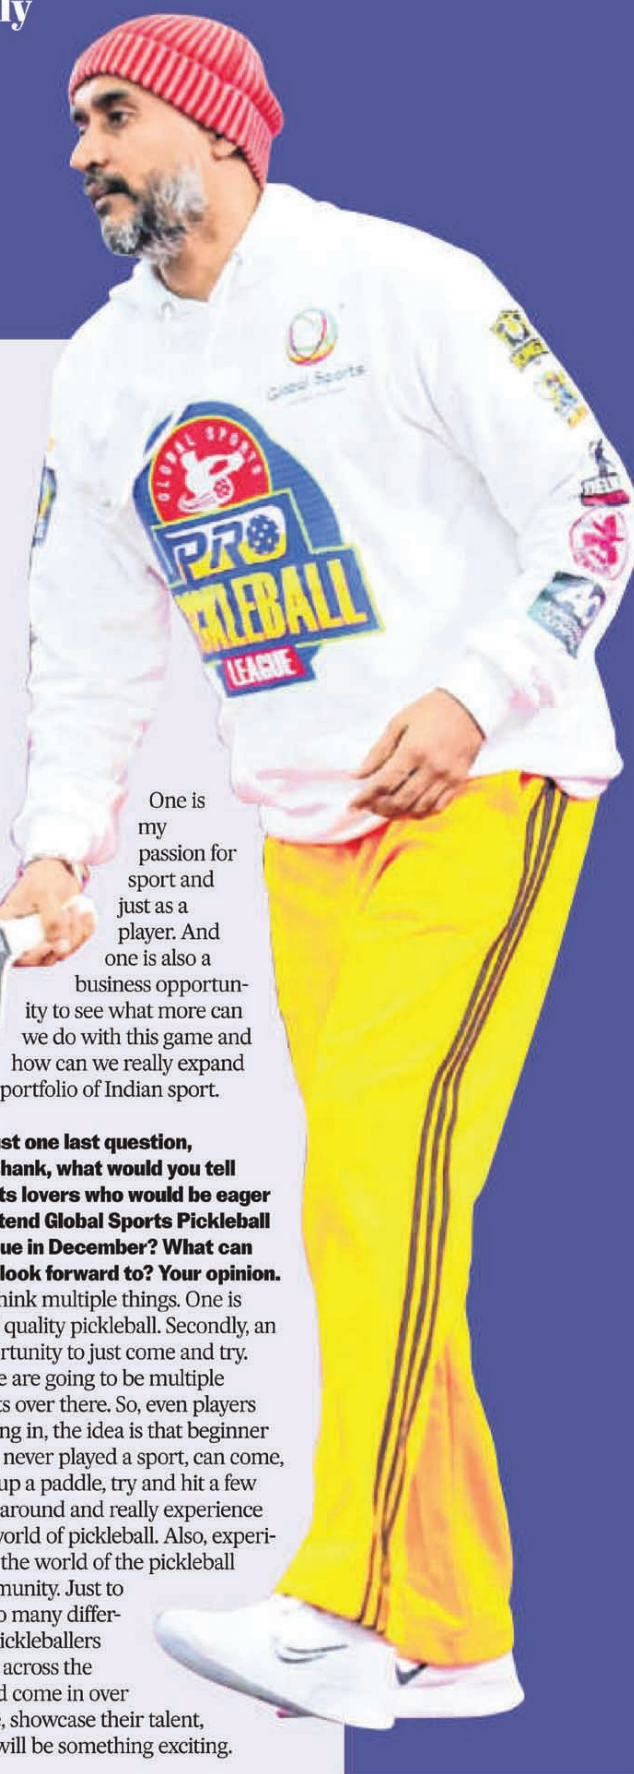 ly
Global Sports
GLOBAL SPORTS
PRO
LEAGUE
One is
my
passion for
sport and
just as a
player. And
one is also a
business opportun-
ity to see what more can
we do with this game and
how can we really expand
portfolio of Indian sport.
st one last question,
hank, what would you tell
ts lovers who would be eager
tend Global Sports Pickleball
ue in December? What can
look forward to? Your opinion.
hink multiple things. One is
quality pickleball. Secondly, an
rtunity to just come and try.
e are going to be multiple
ts over there. So, even players
ng in, the idea is that beginner
never played a sport, can come,
up a paddle, try and hit a few
around and really experience
world of pickleball. Also, experi-
the world of the pickleball
munity. Just to
o many differ-
ickleballers
across the
d come in over
, showcase their talent,
will be something exciting.